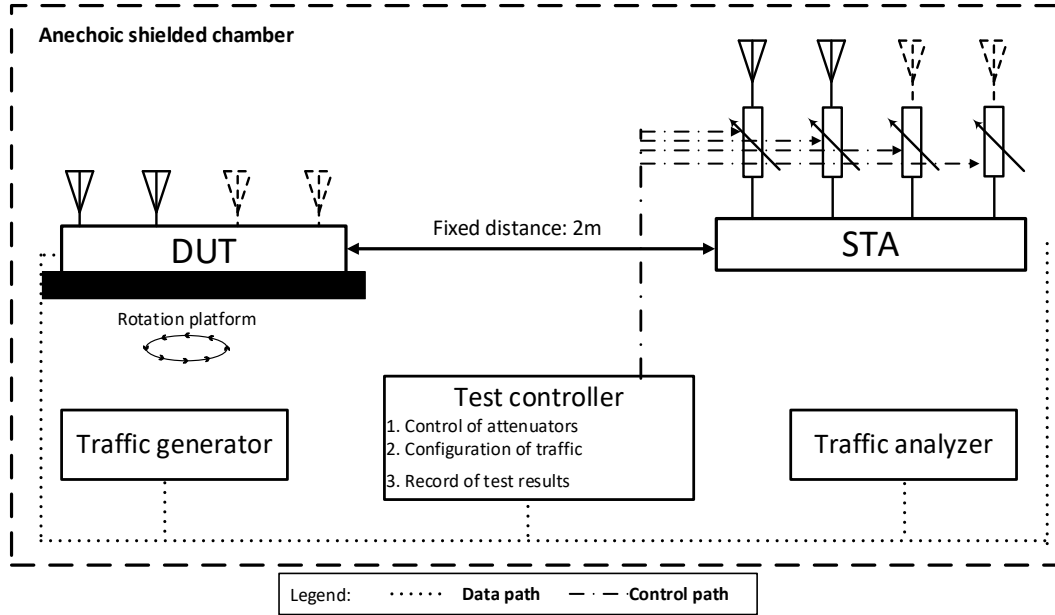 Anechoic shielded chamber
Fixed distance: 2m
DUT
STA
Rotation platform
Test controller
1. Control of attenuators
2. Configuration of traffic
3. Record of test results
Traffic generator
Traffic analyzer
Legend: Data path Control path